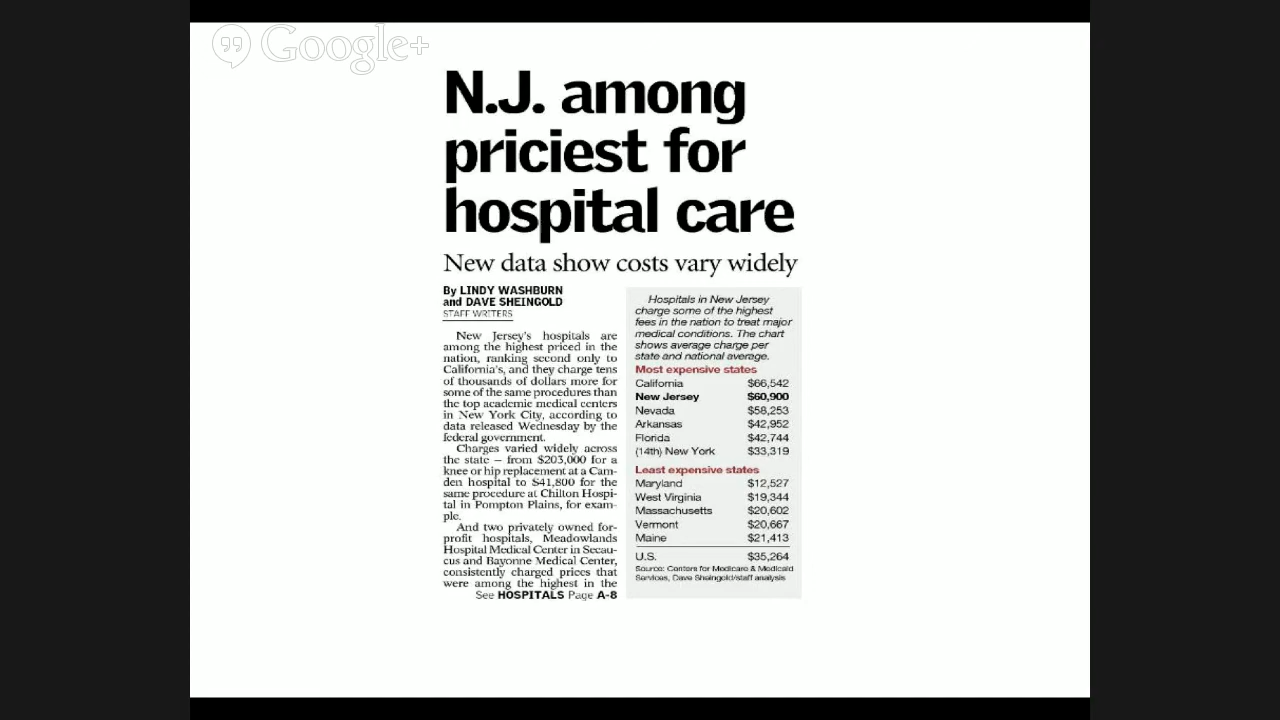 Google+
N.J. among
priciest for
hospital care
New data show costs vary widely
By LINDY WASHBURN
and DAVE SHEINGOLD
STAFF WRITERS
New Jersey's hospitals are
among the highest priced in the
nation, ranking second only to
California's, and they charge tens
of thousands of dollars more for
some of the same procedures than
the top academic medical centers
in New York City, according to
data released Wednesday by the
federal government.
Charges varied widely across
the state – from $203,000 for a
knee or hip replacement at a Cam-
den hospital to $41,800 for the
same procedure at Chilton Hospi-
tal in Pompton Plains, for exam-
ple.
And two privately owned for-
profit hospitals, Meadowlands
Hospital Medical Center in Secau-
cus and Bayonne Medical Center,
consistently charged prices that
were among the highest in the
See HOSPITALS Page A-8
Hospitals in New Jersey
charge some of the highest
fees in the nation to treat major
medical conditions. The chart
shows average charge per
state and national average.
Most expensive states
California $66,542
New Jersey $60,900
Nevada $58,253
Arkansas $42,952
Florida $42,744
(14th) New York $33,319
Least expensive states
Maryland $12,527
West Virginia $19,344
Massachusetts $20,602
Vermont $20,667
Maine $21,413
U.S. $35,264
Source: Centers for Medicare & Medicaid
Services, Dave Sheingold/staff analysis